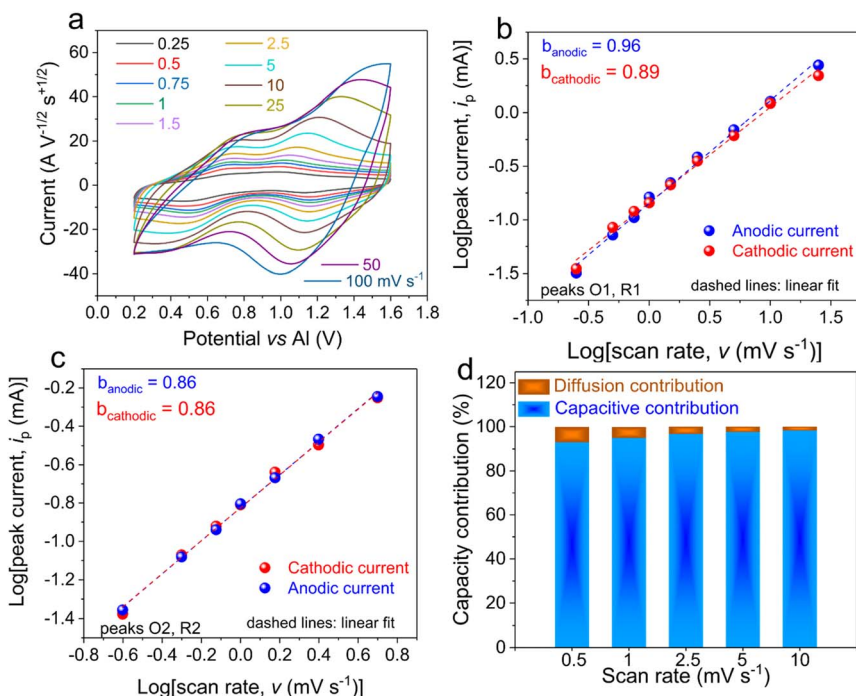 a
0.25
2.5
0.5
5
0.75
10
1
25
1.5
60
40
20
0
-20
-40
50
100 mV s⁻¹
0.0 0.2 0.4 0.6 0.8 1.0 1.2 1.4 1.6 1.8
Current (A V⁻¹/² s⁺¹/²)
Potential vs Al (V)
b
b_anodic = 0.96
b_cathodic = 0.89
0.5
0.0
-0.5
-1.0
-1.5
Anodic current
Cathodic current
peaks O1, R1 dashed lines: linear fit
-1.0 -0.5 0.0 0.5 1.0 1.5
Log[peak current, iₚ (mA)]
Log[scan rate, v (mV s⁻¹)]
c
b_anodic = 0.86
b_cathodic = 0.86
-0.2
-0.4
-0.6
-0.8
-1.0
-1.2
-1.4
Cathodic current
Anodic current
peaks O2, R2 dashed lines: linear fit
-0.8 -0.6 -0.4 -0.2 0.0 0.2 0.4 0.6 0.8
Log[peak current, iₚ (mA)]
Log[scan rate, v (mV s⁻¹)]
d
120
100
80
60
40
20
0
Diffusion contribution
Capacitive contribution
0.5 1 2.5 5 10
Capacity contribution (%)
Scan rate (mV s⁻¹)